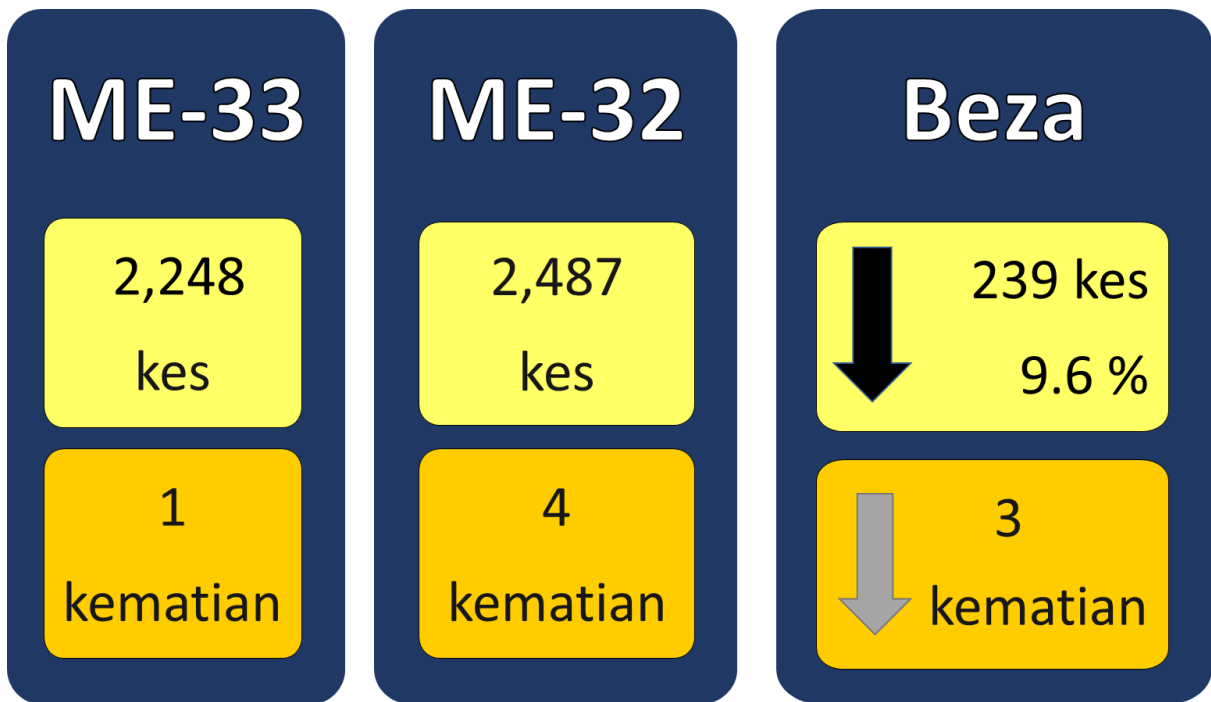 ME-33
2,248
kes
1
kematian
ME-32
2,487
kes
4
kematian
Beza
239 kes
9.6 %
3
kematian